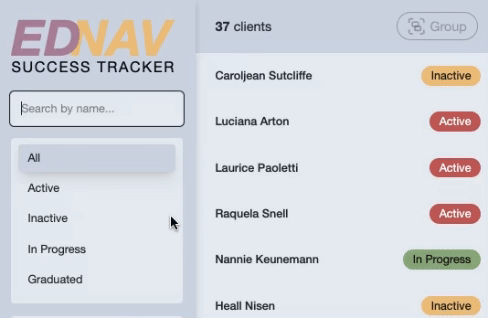 EDNAV
SUCCESS TRACKER
Search by name...
All
Active
Inactive
In Progress
Graduated
37 clients
Group
Caroljean Sutcliffe
Inactive
Luciana Arton
Active
Laurice Paoletti
Active
Raquela Snell
Active
Nannie Keunemann
In Progress
Heall Nisen
Inactive